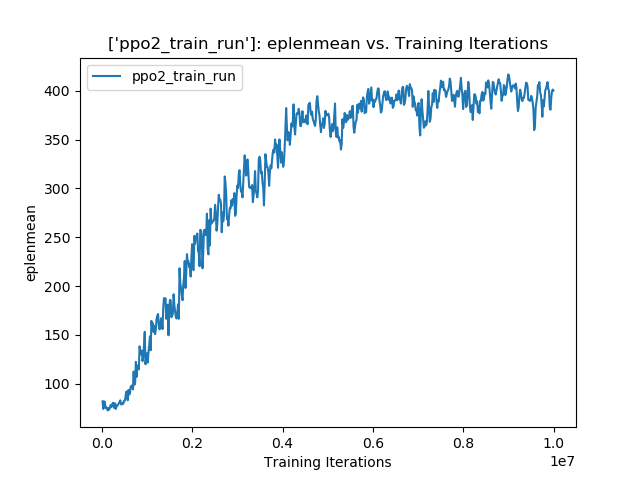 ['ppo2_train_run']: eplenmean vs. Training Iterations
ppo2_train_run
400
350
300
250
200
150
100
eplenmean
0.0 0.2 0.4 0.6 0.8 1.0
1e7
Training Iterations